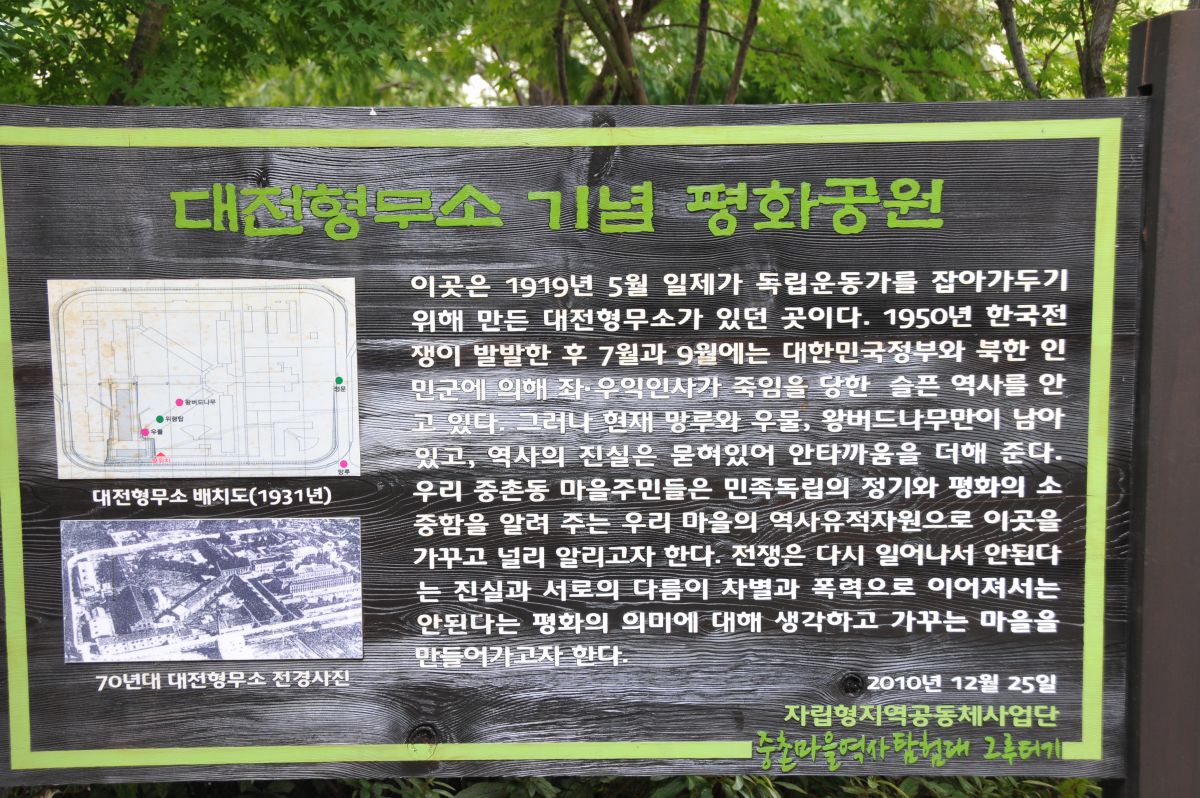 대전형무소 기념 평화공원
이곳은 1919년 5월 일제가 독립운동가를 잡아가두기
위해 만든 대전형무소가 있던 곳이다. 1950년 한국전
쟁이 발발한 후 7월과 9월에는 대한민국정부와 북한 인
민군에 의해 좌·우익인사가 죽임을 당한 슬픈 역사를 안
고 있다. 그러나 현재 망루와 우물, 왕버드나무만이 남아
있고, 역사의 진실은 묻혀있어 안타까움을 더해 준다.
우리 중촌동 마을주민들은 민족독립의 정기와 평화의 소
중함을 알려 주는 우리 마을의 역사유적자원으로 이곳을
가꾸고 널리 알리고자 한다. 전쟁은 다시 일어나서 안된다
는 진실과 서로의 다름이 차별과 폭력으로 이어져서는
안된다는 평화의 의미에 대해 생각하고 가꾸는 마을을
만들어가고자 한다.
2010년 12월 25일
자립형지역공동체사업단
중촌마을역사탐험대 그루터기
정문
왕버드나무
위령탑
우물
현위치
망루
대전형무소 배치도(1931년)
70년대 대전형무소 전경사진